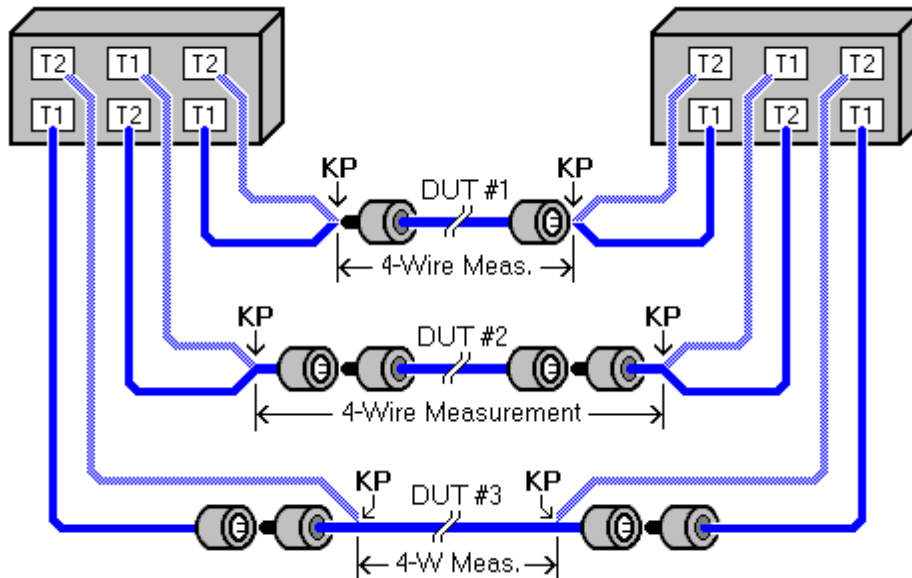 T2 T1 T2
T1 T2 T1
T2 T1 T2
T1 T2 T1
KP DUT #1 KP
4-Wire Meas.
KP DUT #2 KP
4-Wire Measurement
KP DUT #3 KP
4-W Meas.